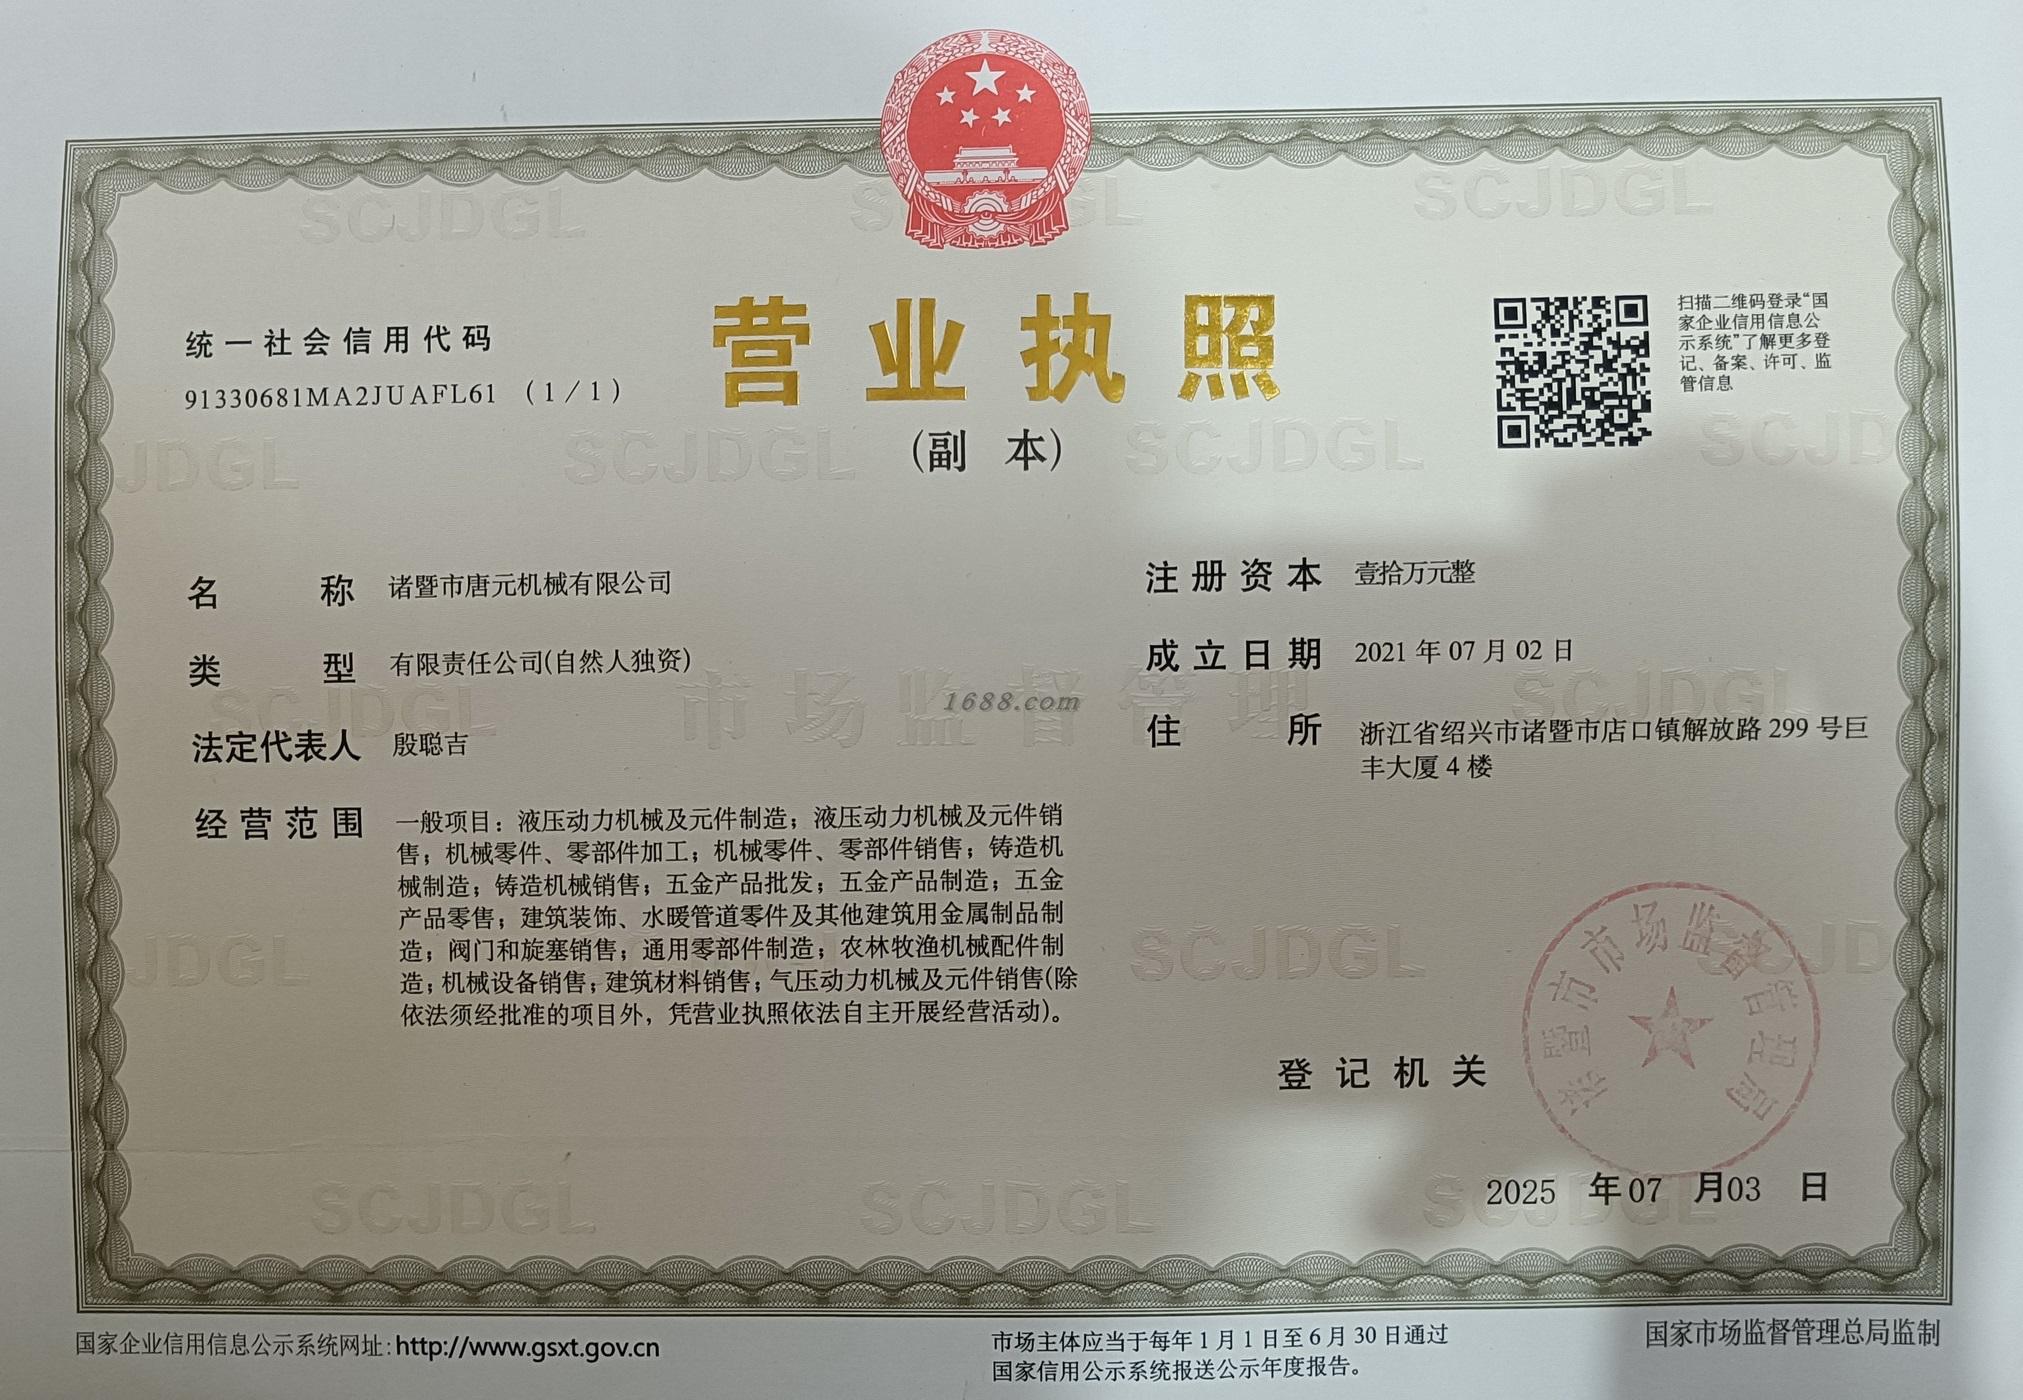 统一社会信用代码
91330681MA2JUAFL61 (1/1)
营业执照
(副 本)
扫描二维码登录“国
家企业信用信息公
示系统”了解更多登
记、备案、许可、监
管信息
名 称 诸暨市唐元机械有限公司
类 型 有限责任公司(自然人独资)
法定代表人 殷聪吉
经营范围 一般项目：液压动力机械及元件制造；液压动力机械及元件销
售；机械零件、零部件加工；机械零件、零部件销售；铸造机
械制造；铸造机械销售；五金产品批发；五金产品制造；五金
产品零售；建筑装饰、水暖管道零件及其他建筑用金属制品制
造；阀门和旋塞销售；通用零部件制造；农林牧渔机械配件制
造；机械设备销售；建筑材料销售；气压动力机械及元件销售(除
依法须经批准的项目外，凭营业执照依法自主开展经营活动)。
注册资本 壹拾万元整
成立日期 2021 年 07 月 02 日
住 所 浙江省绍兴市诸暨市店口镇解放路 299 号巨
丰大厦 4 楼
登记机关
诸暨市市场监督管理局
2025 年 07 月 03 日
SCJDGL
市场监督管理
1688.com
国家企业信用信息公示系统网址：http://www.gsxt.gov.cn
市场主体应当于每年 1 月 1 日至 6 月 30 日通过
国家信用公示系统报送公示年度报告。
国家市场监督管理总局监制